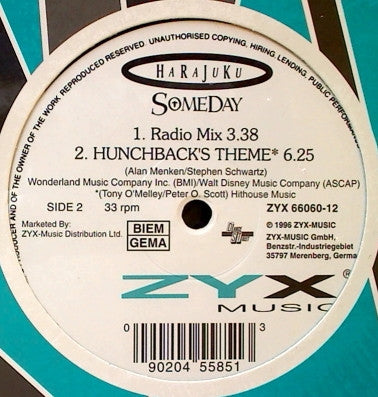 PRODUCER AND OF THE OWNER OF THE WORK REPRODUCED RESERVED. UNAUTHORISED COPYING, HIRING, LENDING, PUBLIC PERFORMANCE
HARAJUKU
SOMEDAY
1. Radio Mix 3.38
2. HUNCHBACK'S THEME* 6.25
(Alan Menken/Stephen Schwartz)
Wonderland Music Company Inc. (BMI)/Walt Disney Music Company (ASCAP)
*(Tony O'Melley/Peter O. Scott) Hithouse Music
SIDE 2 33 rpm
ZYX 66060-12
Marketed By:
ZYX-Music Distribution Ltd.
BIEM
GEMA
℗ 1996 ZYX-MUSIC
ZYX-MUSIC GmbH,
Benzstr.-Industriegebiet
35797 Merenberg, Germa
ZYX®
MUSIC
0 90204 55851 3